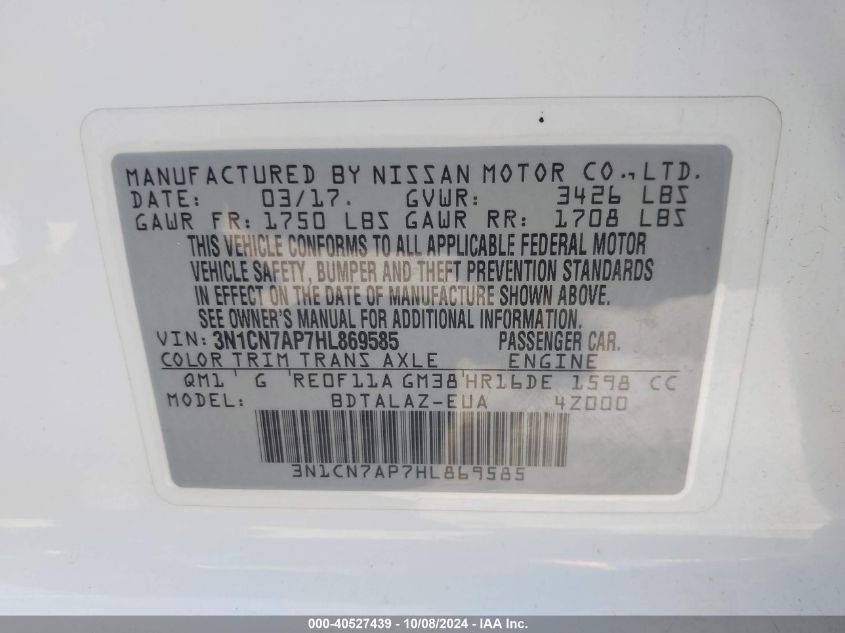 MANUFACTURED BY NISSAN MOTOR CO., LTD.
DATE: 03/17. GVWR: 3426 LBS
GAWR FR: 1750 LBS GAWR RR: 1708 LBS
THIS VEHICLE CONFORMS TO ALL APPLICABLE FEDERAL MOTOR
VEHICLE SAFETY, BUMPER AND THEFT PREVENTION STANDARDS
IN EFFECT ON THE DATE OF MANUFACTURE SHOWN ABOVE.
SEE OWNER'S MANUAL FOR ADDITIONAL INFORMATION.
VIN: 3N1CN7AP7HL869585 PASSENGER CAR.
COLOR TRIM TRANS AXLE ENGINE
QM1 G RE0F11A GM38 HR16DE 1598 CC
MODEL: BDTALAZ-EUA 4Z000
3N1CN7AP7HL869585
000-40527439 - 10/08/2024 - IAA Holdings, LLC.